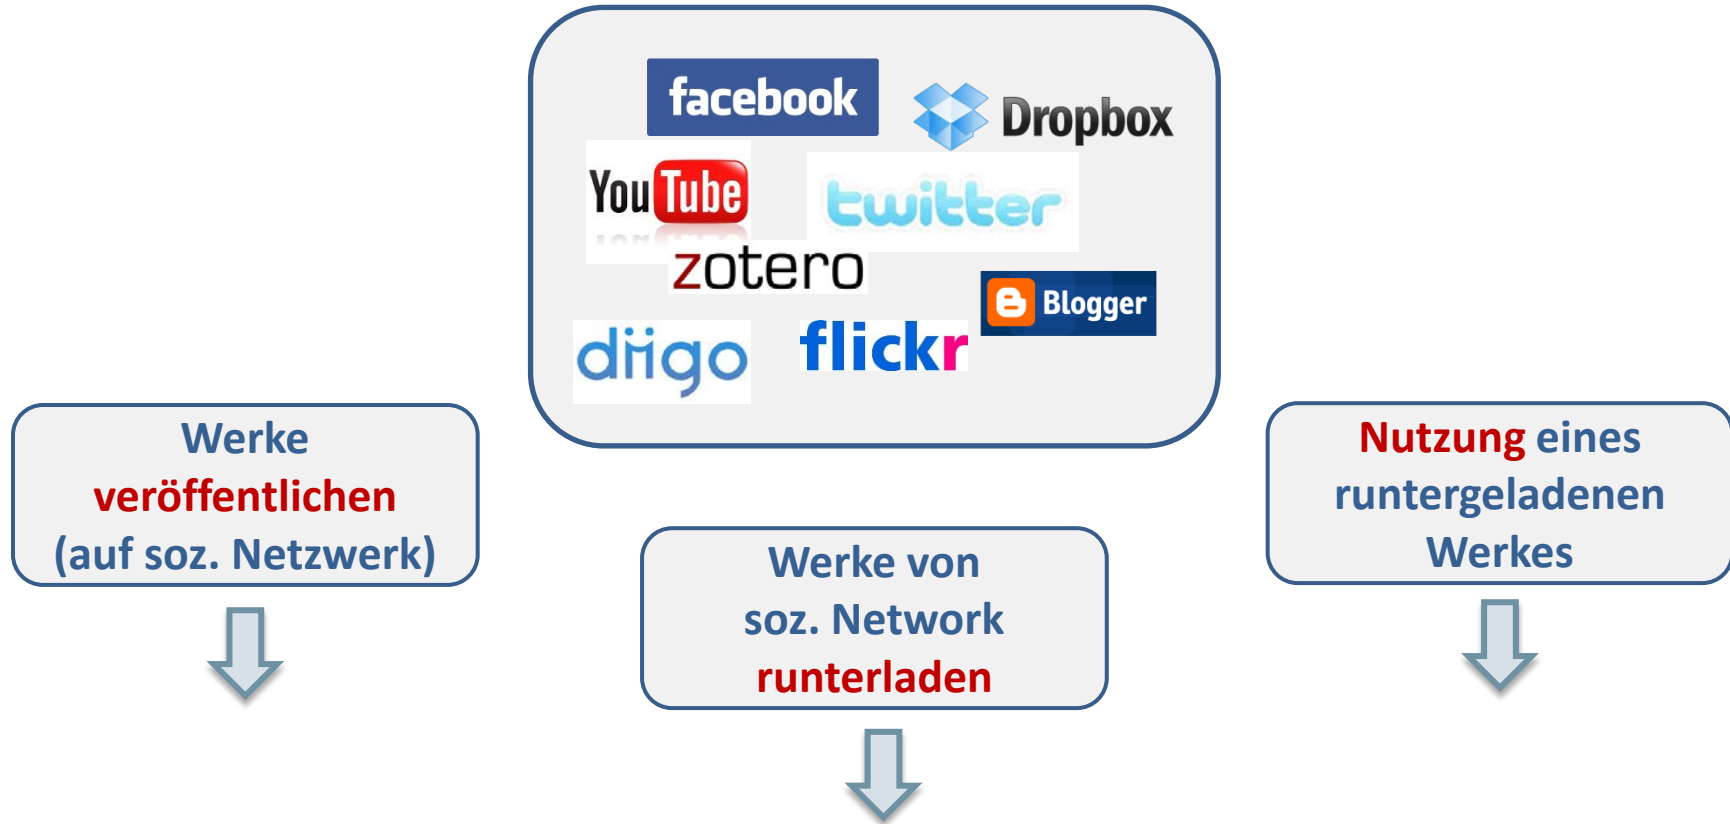 facebook
Dropbox
YouTube
twitter
zotero
Blogger
diigo
flickr
Werke
veröffentlichen
(auf soz. Netzwerk)
Werke von
soz. Network
runterladen
Nutzung eines
runtergeladenen
Werkes